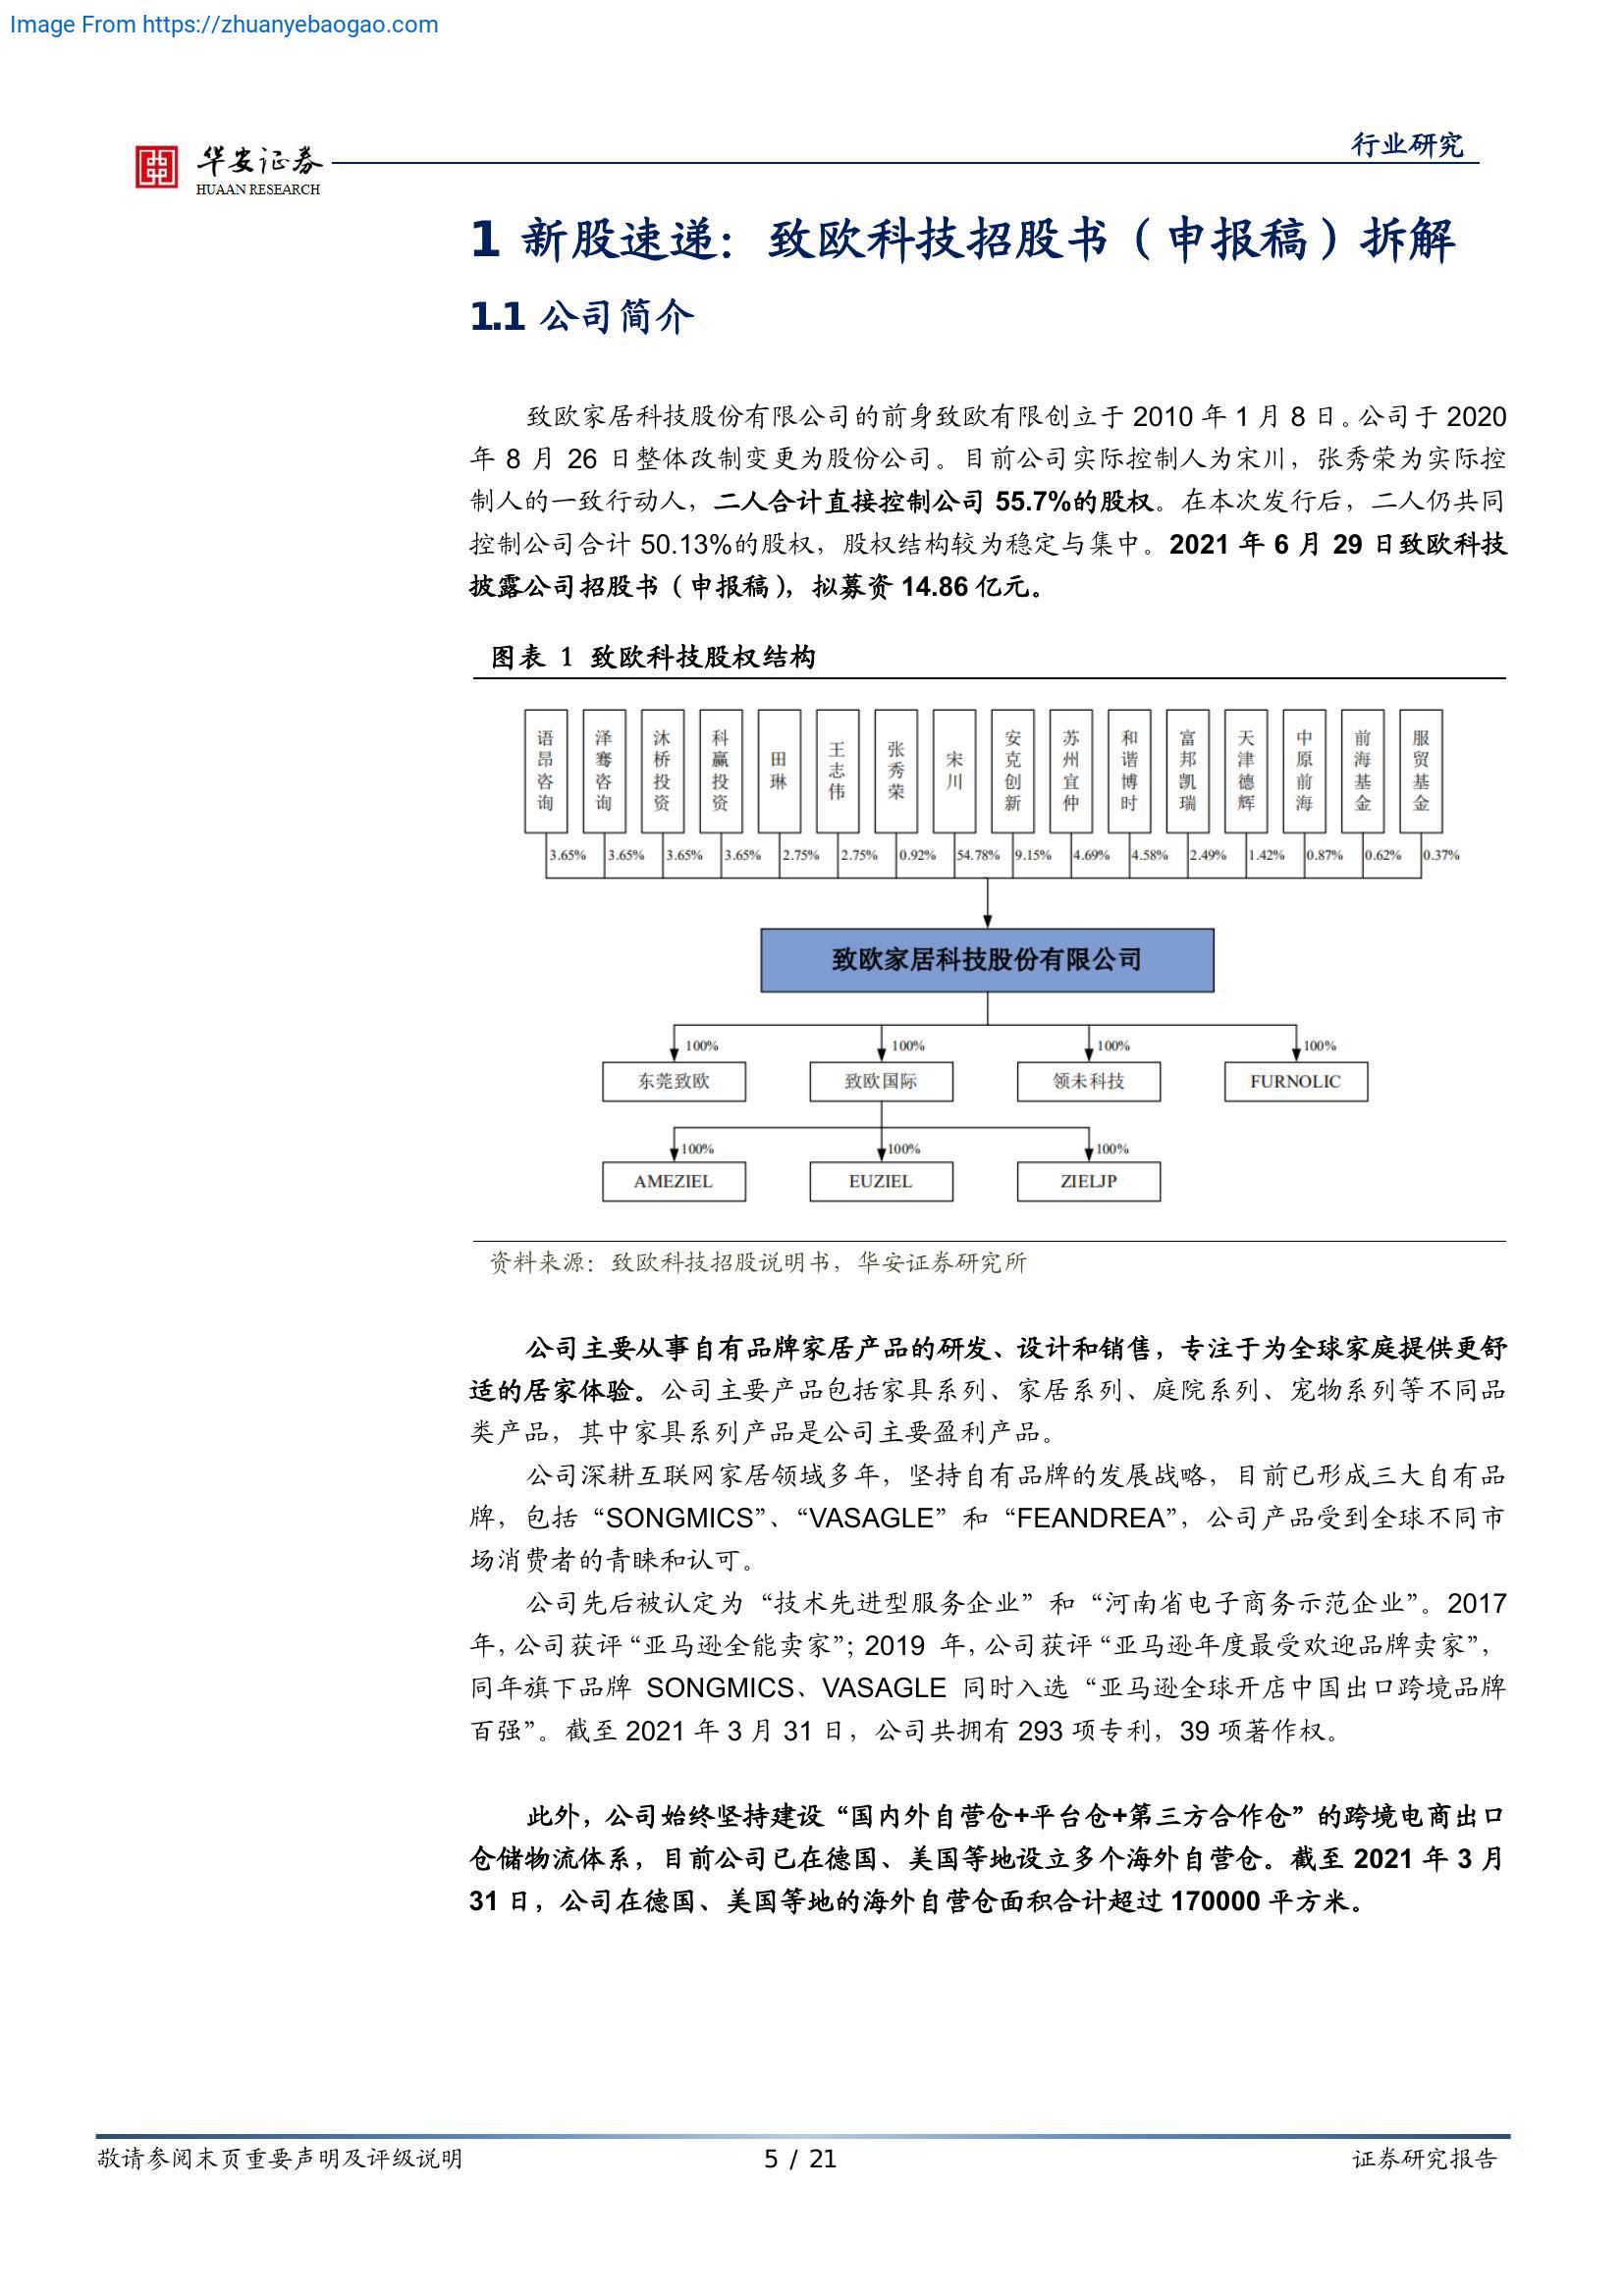 Image From https://zhuanyebaogao.com
华安证券
HUAAN RESEARCH
行业研究
1 新股速递：致欧科技招股书（申报稿）拆解
1.1 公司简介
致欧家居科技股份有限公司的前身致欧有限创立于 2010 年 1 月 8 日。公司于 2020
年 8 月 26 日整体改制变更为股份公司。目前公司实际控制人为宋川，张秀荣为实际控
制人的一致行动人，二人合计直接控制公司 55.7%的股权。在本次发行后，二人仍共同
控制公司合计 50.13%的股权，股权结构较为稳定与集中。2021 年 6 月 29 日致欧科技
披露公司招股书（申报稿），拟募资 14.86 亿元。
图表 1 致欧科技股权结构
语昂咨询
泽骞咨询
沐桥投资
科赢投资
田琳
王志伟
张秀荣
宋川
安克创新
苏州宜仲
和谐博时
富邦凯瑞
天津德辉
中原前海
前海基金
服贸基金
3.65% 3.65% 3.65% 3.65% 2.75% 2.75% 0.92% 54.78% 9.15% 4.69% 4.58% 2.49% 1.42% 0.87% 0.62% 0.37%
致欧家居科技股份有限公司
100% 100% 100% 100%
东莞致欧 致欧国际 领未科技 FURNOLIC
100% 100% 100%
AMEZIEL EUZIEL ZIELJP
资料来源：致欧科技招股说明书，华安证券研究所
公司主要从事自有品牌家居产品的研发、设计和销售，专注于为全球家庭提供更舒
适的居家体验。公司主要产品包括家具系列、家居系列、庭院系列、宠物系列等不同品
类产品，其中家具系列产品是公司主要盈利产品。
公司深耕互联网家居领域多年，坚持自有品牌的发展战略，目前已形成三大自有品
牌，包括“SONGMICS”、“VASAGLE”和“FEANDREA”，公司产品受到全球不同市
场消费者的青睐和认可。
公司先后被认定为“技术先进型服务企业”和“河南省电子商务示范企业”。2017
年，公司获评“亚马逊全能卖家”；2019 年，公司获评“亚马逊年度最受欢迎品牌卖家”，
同年旗下品牌 SONGMICS、VASAGLE 同时入选“亚马逊全球开店中国出口跨境品牌
百强”。截至 2021 年 3 月 31 日，公司共拥有 293 项专利，39 项著作权。
此外，公司始终坚持建设“国内外自营仓+平台仓+第三方合作仓”的跨境电商出口
仓储物流体系，目前公司已在德国、美国等地设立多个海外自营仓。截至 2021 年 3 月
31 日，公司在德国、美国等地的海外自营仓面积合计超过 170000 平方米。
敬请参阅末页重要声明及评级说明
5 / 21
证券研究报告